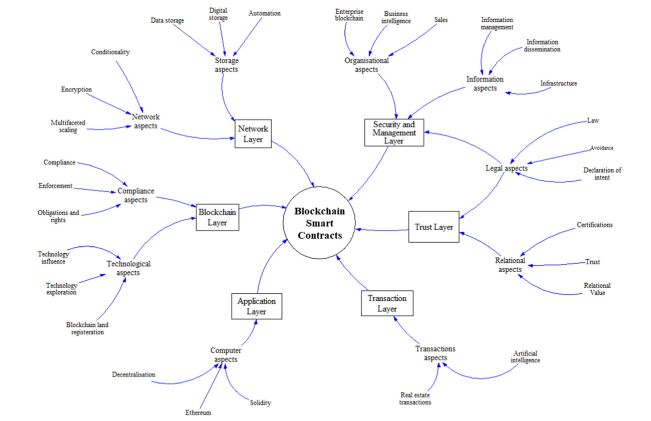 Data storage
Digital
storage
Automation
Enterprise
blockchain
Business
intelligence
Sales
Information
management
Information
dissemination
Infrastructure
Conditionality
Encryption
Multifaceted
scaling
Storage
aspects
Organisational
aspects
Information
aspects
Network
aspects
Network
Layer
Security and
Management
Layer
Law
Avoidance
Declaration of
intent
Legal aspects
Compliance
Enforcement
Obligations and
rights
Compliance
aspects
Blockchain
Layer
Blockchain
Smart
Contracts
Trust Layer
Certifications
Trust
Relational
Value
Relational
aspects
Technology
influence
Technology
exploration
Blockchain land
registeration
Technological
aspects
Application
Layer
Transaction
Layer
Computer
aspects
Transactions
aspects
Decentralisation
Ethereum
Solidity
Real estate
transactions
Artificial
intelligence